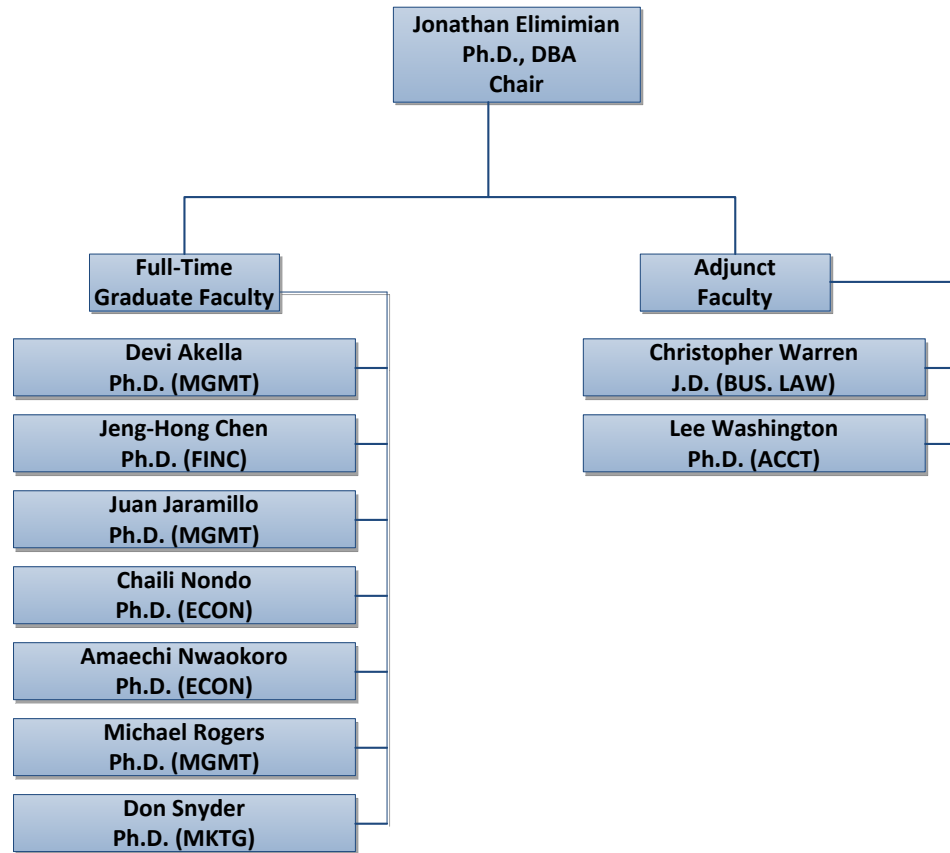 Jonathan Elimimian
Ph.D., DBA
Chair
Full-Time
Graduate Faculty
Devi Akella
Ph.D. (MGMT)
Jeng-Hong Chen
Ph.D. (FINC)
Juan Jaramillo
Ph.D. (MGMT)
Chaili Nondo
Ph.D. (ECON)
Amaechi Nwaokoro
Ph.D. (ECON)
Michael Rogers
Ph.D. (MGMT)
Don Snyder
Ph.D. (MKTG)
Adjunct
Faculty
Christopher Warren
J.D. (BUS. LAW)
Lee Washington
Ph.D. (ACCT)